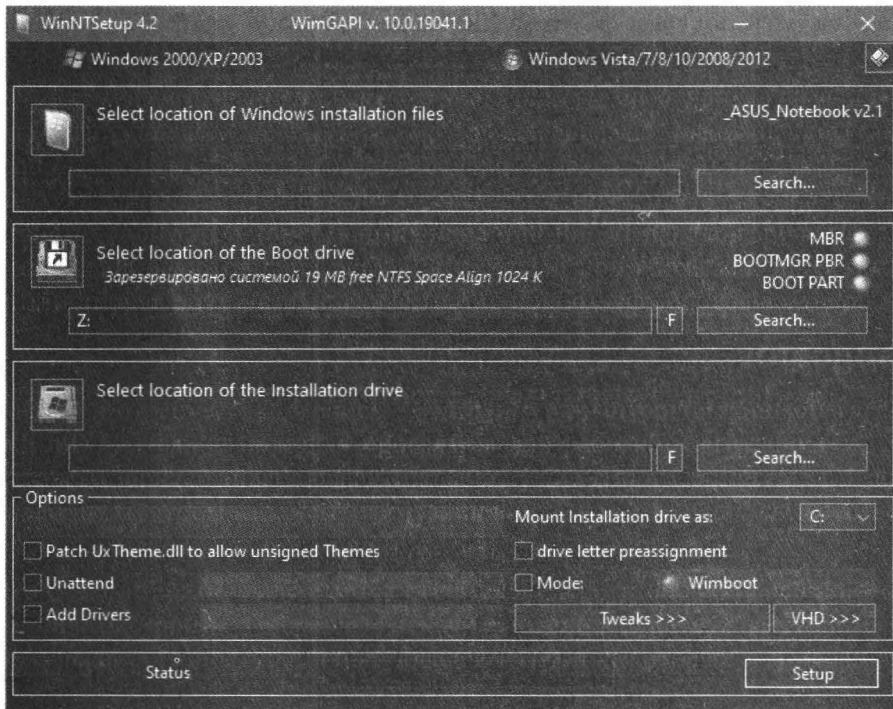 WinNTSetup 4.2 WimGAPI v. 10.0.19041.1
Windows 2000/XP/2003 Windows Vista/7/8/10/2008/2012
Select location of Windows installation files _ASUS_Notebook v2.1
Search...
MBR
Select location of the Boot drive BOOTMGR PBR
Зарезервировано системой 19 MB free NTFS Space Align 1024 K BOOT PART
Z: F Search...
Select location of the Installation drive
F Search...
Options
Mount Installation drive as: C:
Patch UxTheme.dll to allow unsigned Themes drive letter preassignment
Unattend Mode: Wimboot
Add Drivers Tweaks >>> VHD >>>
Status Setup